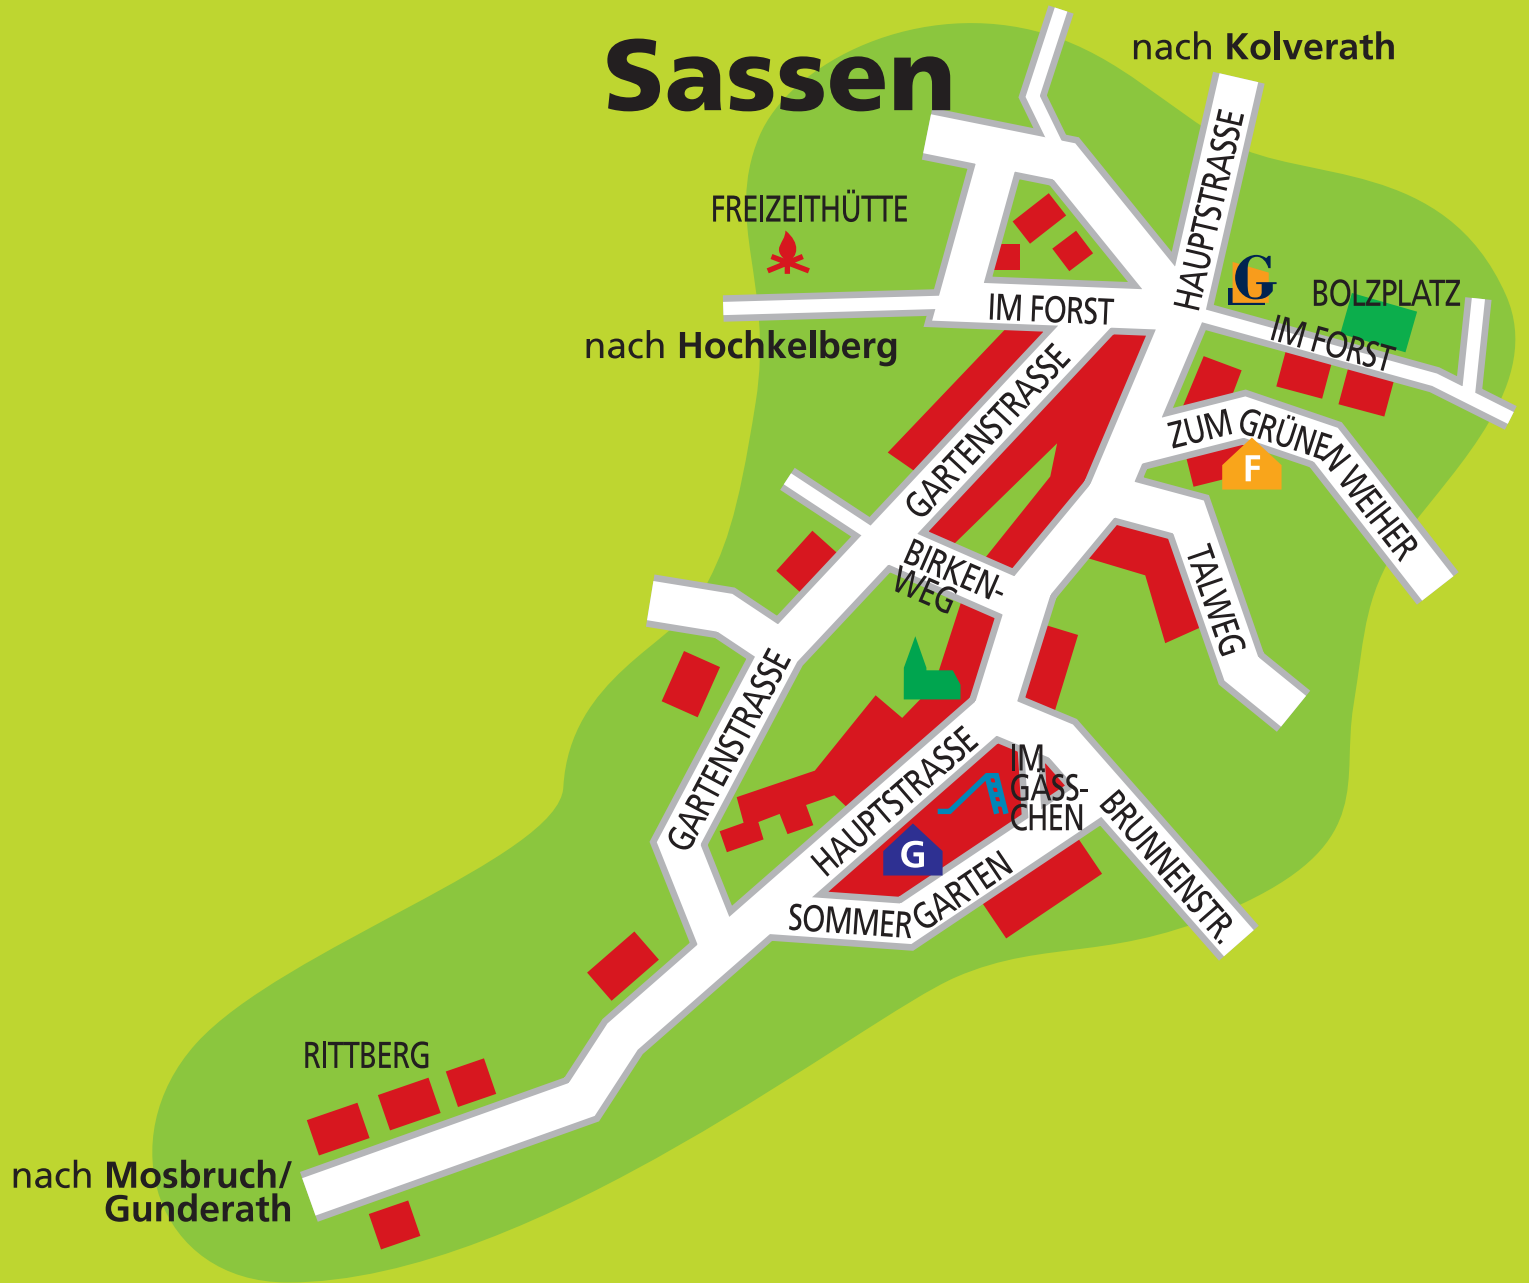 Sassen
nach Kolverath
HAUPTSTRASSE
FREIZEITHÜTTE
G
BOLZPLATZ
IM FORST
IM FORST
nach Hochkelberg
GARTENSTRASSE
ZUM GRÜNEN WEIHER
F
BIRKEN-
WEG
TALWEG
GARTENSTRASSE
HAUPTSTRASSE
IM
GÄSS-
CHEN
BRUNNENSTR.
G
SOMMERGARTEN
RITTBERG
nach Mosbruch/
Gunderath